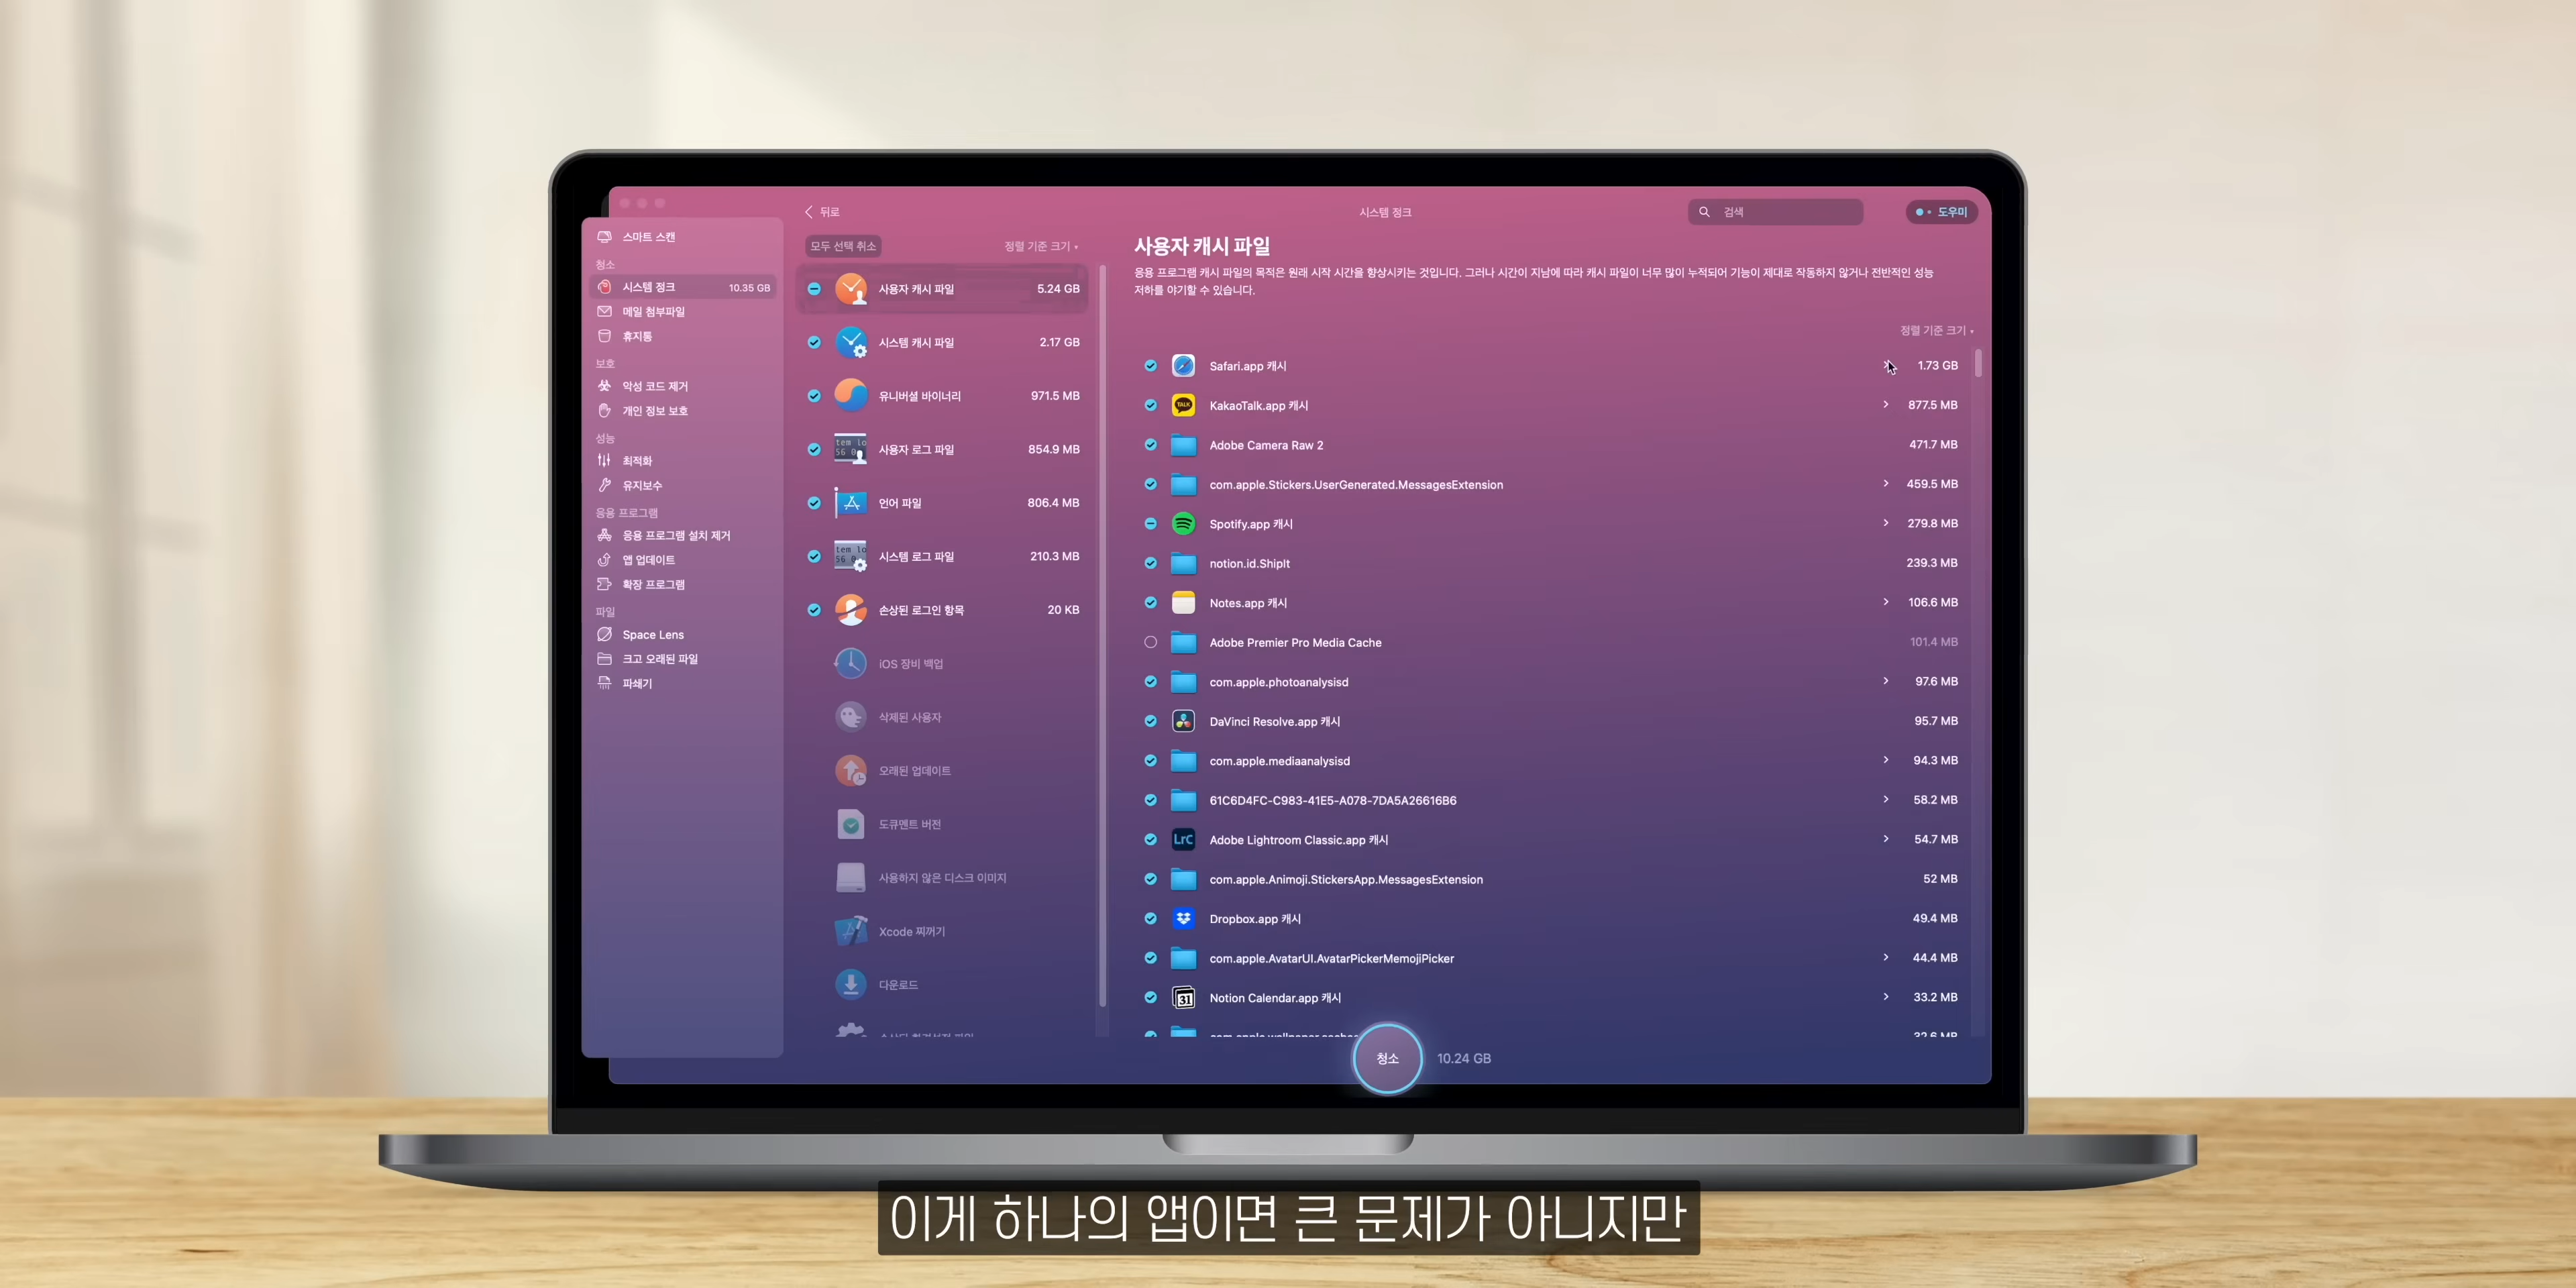 뒤로
시스템 정크
검색
도우미
스마트 스캔
청소
시스템 정크 10.35 GB
메일 첨부파일
휴지통
보호
악성 코드 제거
개인 정보 보호
성능
최적화
유지보수
응용 프로그램
응용 프로그램 설치 제거
앱 업데이트
확장 프로그램
파일
Space Lens
크고 오래된 파일
파쇄기
모두 선택 취소
정렬 기준 크기
사용자 캐시 파일 5.24 GB
시스템 캐시 파일 2.17 GB
유니버설 바이너리 971.5 MB
사용자 로그 파일 854.9 MB
언어 파일 806.4 MB
시스템 로그 파일 210.3 MB
손상된 로그인 항목 20 KB
iOS 장비 백업
삭제된 사용자
오래된 업데이트
도큐멘트 버전
사용하지 않은 디스크 이미지
Xcode 찌꺼기
다운로드
사용자 캐시 파일
응용 프로그램 캐시 파일의 목적은 원래 시작 시간을 향상시키는 것입니다. 그러나 시간이 지남에 따라 캐시 파일이 너무 많이 누적되어 기능이 제대로 작동하지 않거나 전반적인 성능
저하를 야기할 수 있습니다.
정렬 기준 크기
Safari.app 캐시 1.73 GB
TALK
KakaoTalk.app 캐시 877.5 MB
Adobe Camera Raw 2 471.7 MB
com.apple.Stickers.UserGenerated.MessagesExtension 459.5 MB
Spotify.app 캐시 279.8 MB
notion.id.ShipIt 239.3 MB
Notes.app 캐시 106.6 MB
Adobe Premier Pro Media Cache 101.4 MB
com.apple.photoanalysisd 97.6 MB
DaVinci Resolve.app 캐시 95.7 MB
com.apple.mediaanalysisd 94.3 MB
61C6D4FC-C983-41E5-A078-7DA5A26616B6 58.2 MB
LrC
Adobe Lightroom Classic.app 캐시 54.7 MB
com.apple.Animoji.StickersApp.MessagesExtension 52 MB
Dropbox.app 캐시 49.4 MB
com.apple.AvatarUI.AvatarPickerMemojiPicker 44.4 MB
31
Notion Calendar.app 캐시 33.2 MB
청소
10.24 GB
이게 하나의 앱이면 큰 문제가 아니지만